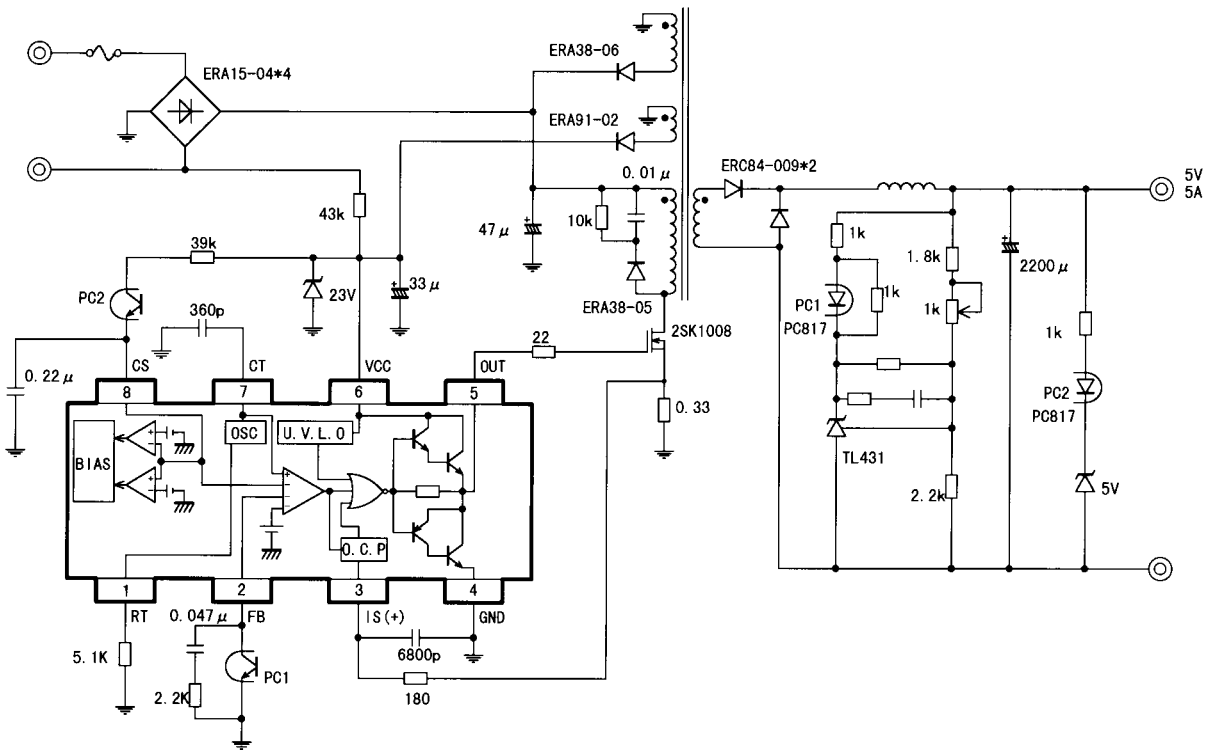 ERA38-06
ERA15-04*4
ERA91-02
ERC84-009*2
0.01μ
5V
5A
43k
47μ
10k
1k
1.8k
2200μ
39k
23V
33μ
PC2
360p
ERA38-05
PC1
PC817
1k
1k
1k
2SK1008
22
CS
CT
VCC
OUT
0.22μ
8
7
6
5
0.33
PC2
PC817
OSC
U.V.L.O
BIAS
TL431
2.2k
5V
O.C.P
1
2
3
4
RT
FB
IS(+)
GND
0.047μ
5.1K
6800p
2.2K
PC1
180